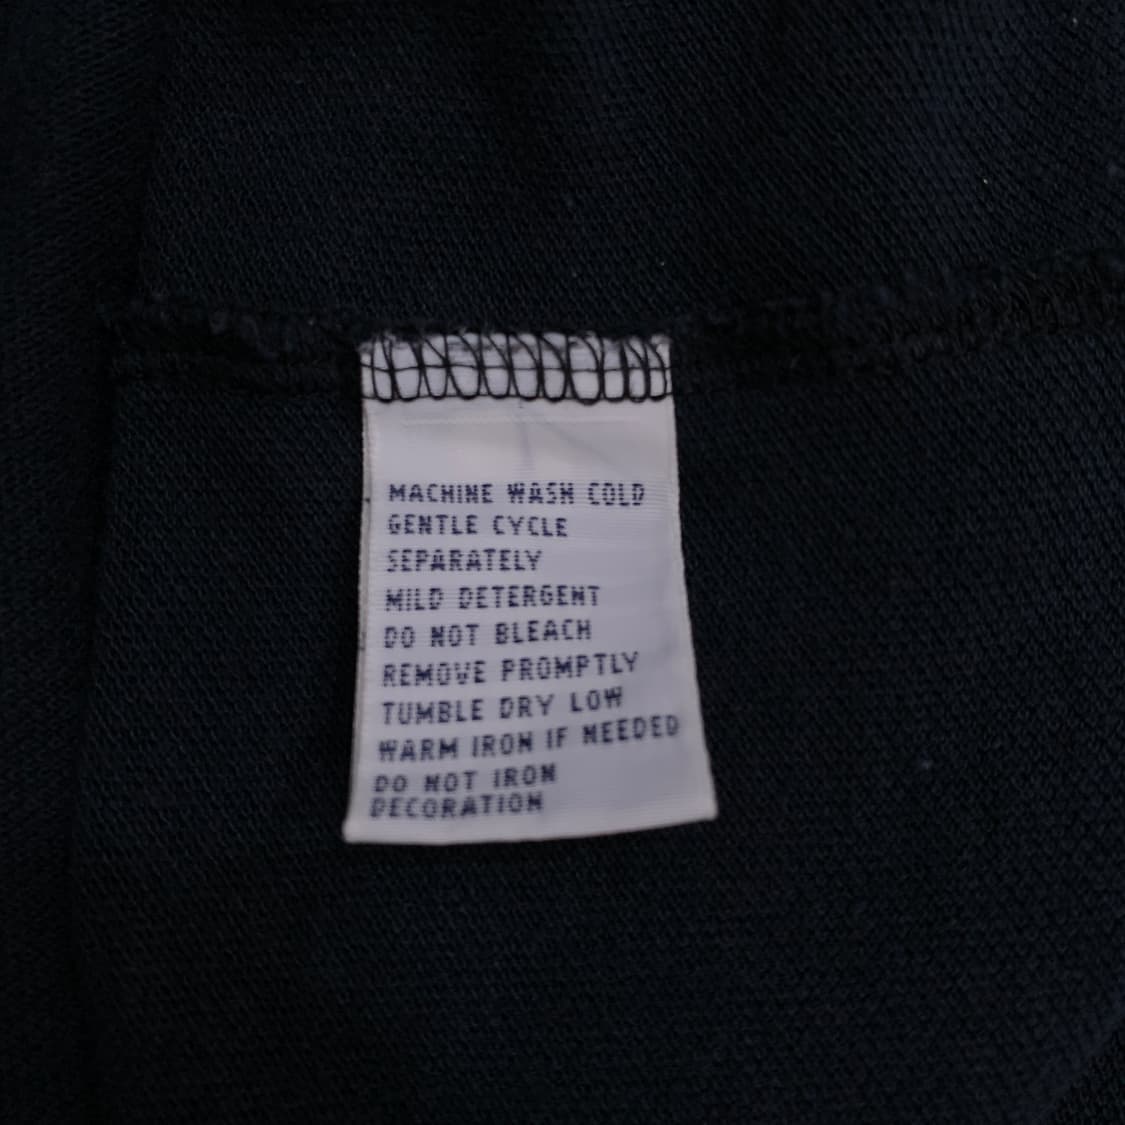 MACHINE WASH COLD
GENTLE CYCLE
SEPARATELY
MILD DETERGENT
DO NOT BLEACH
REMOVE PROMPTLY
TUMBLE DRY LOW
WARM IRON IF NEEDED
DO NOT IRON
DECORATION